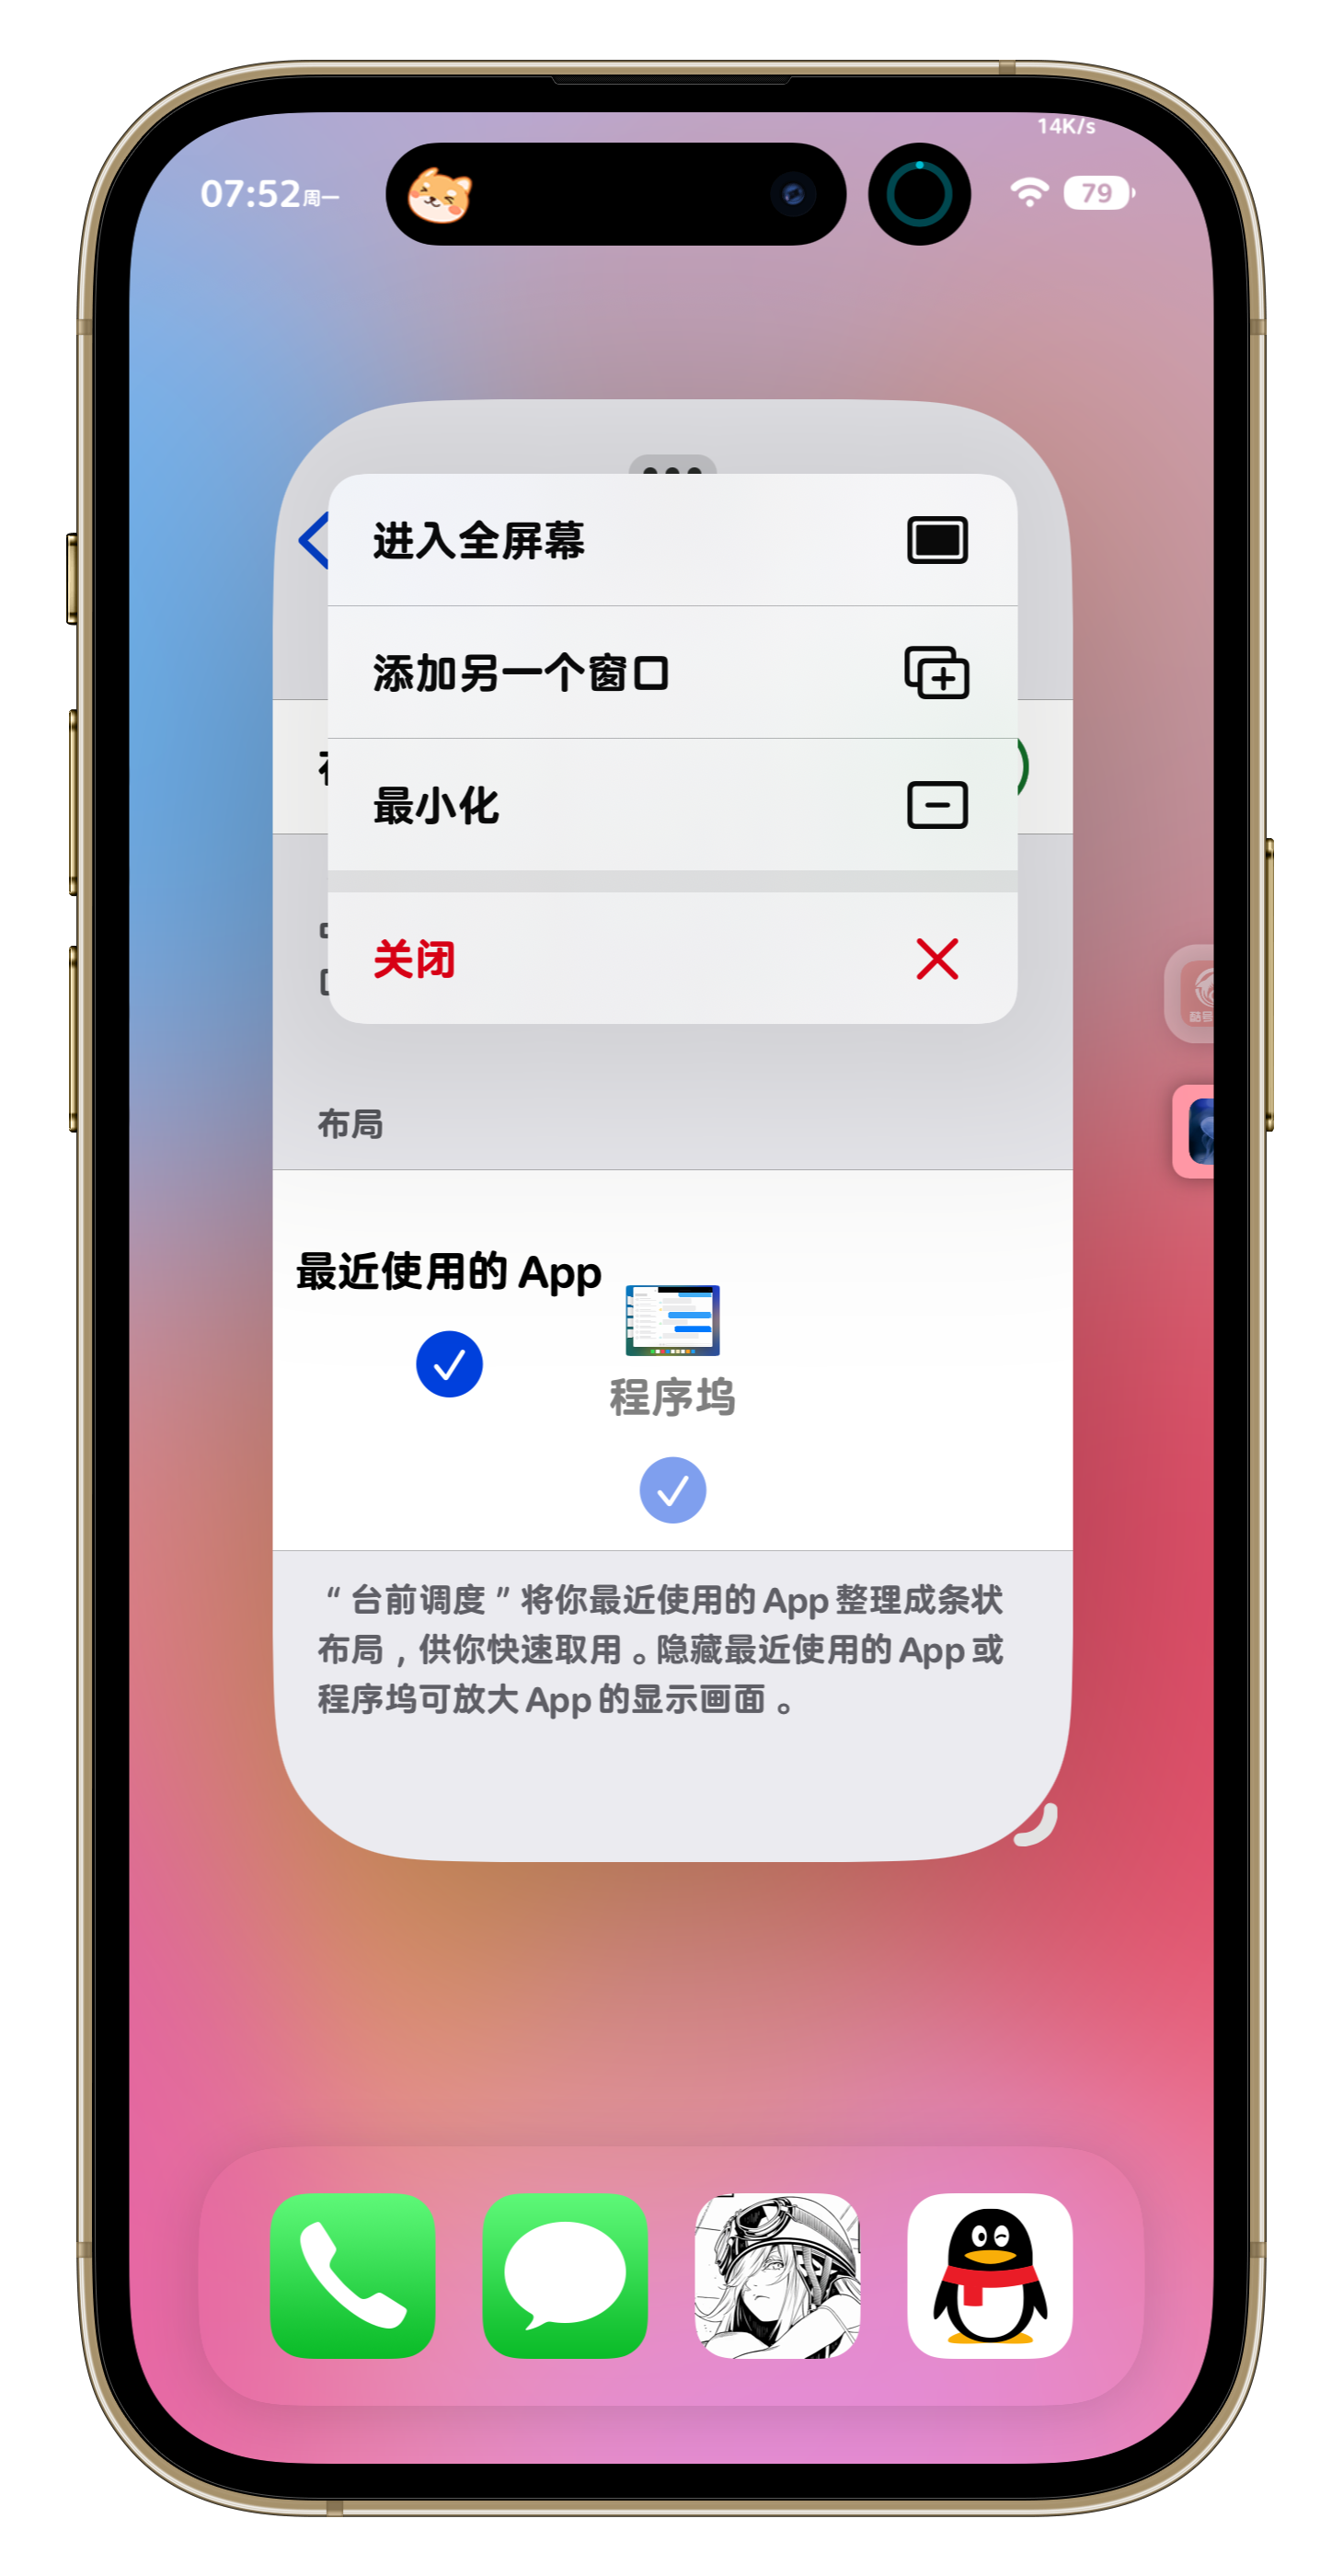 14K/s
07:52周一
79
进入全屏幕
添加另一个窗口
最小化
关闭
布局
最近使用的 App
程序坞
“台前调度”将你最近使用的 App 整理成条状
布局，供你快速取用。隐藏最近使用的 App 或
程序坞可放大 App 的显示画面。